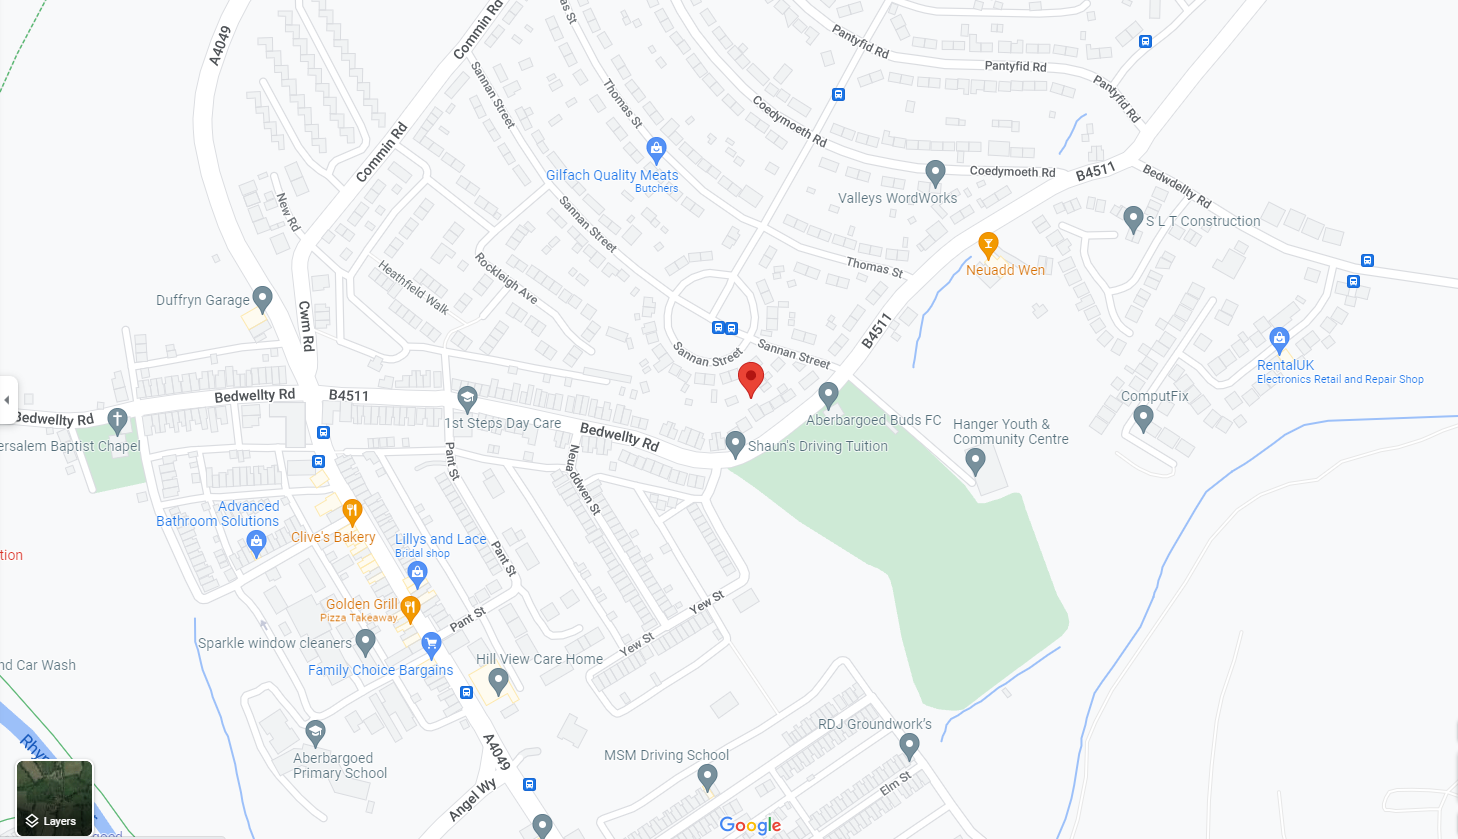 A4049
Commin Rd
Pantyfid Rd
Pantyfid Rd
Pantyfid Rd
Sannan Street
Thomas St
Coedymoeth Rd
Commin Rd
Gilfach Quality Meats
Butchers
Coedymoeth Rd
B4511
Bedwdellty Rd
Valleys WordWorks
New Rd
Sannan Street
S L T Construction
Neuadd Wen
Thomas St
Rockleigh Ave
Heathfield Walk
Duffryn Garage
Cwm Rd
B4511
Sannan Street
Sannan Street
RentalUK
Electronics Retail and Repair Shop
Bedwellty Rd
B4511
ComputFix
Bedwellty Rd
1st Steps Day Care
Bedwellty Rd
Aberbargoed Buds FC
Hanger Youth &
Community Centre
ersalem Baptist Chapel
Shaun's Driving Tuition
Pant St
Neuaddwen St
Advanced
Bathroom Solutions
Clive's Bakery
Lillys and Lace
Bridal shop
tion
Pant St
Golden Grill
Pizza Takeaway
Pant St
Yew St
Yew St
Sparkle window cleaners
Family Choice Bargains
Hill View Care Home
nd Car Wash
RDJ Groundwork's
A4049
MSM Driving School
Aberbargoed
Primary School
Elm St
Angel Wy
Rhy
Layers
Google